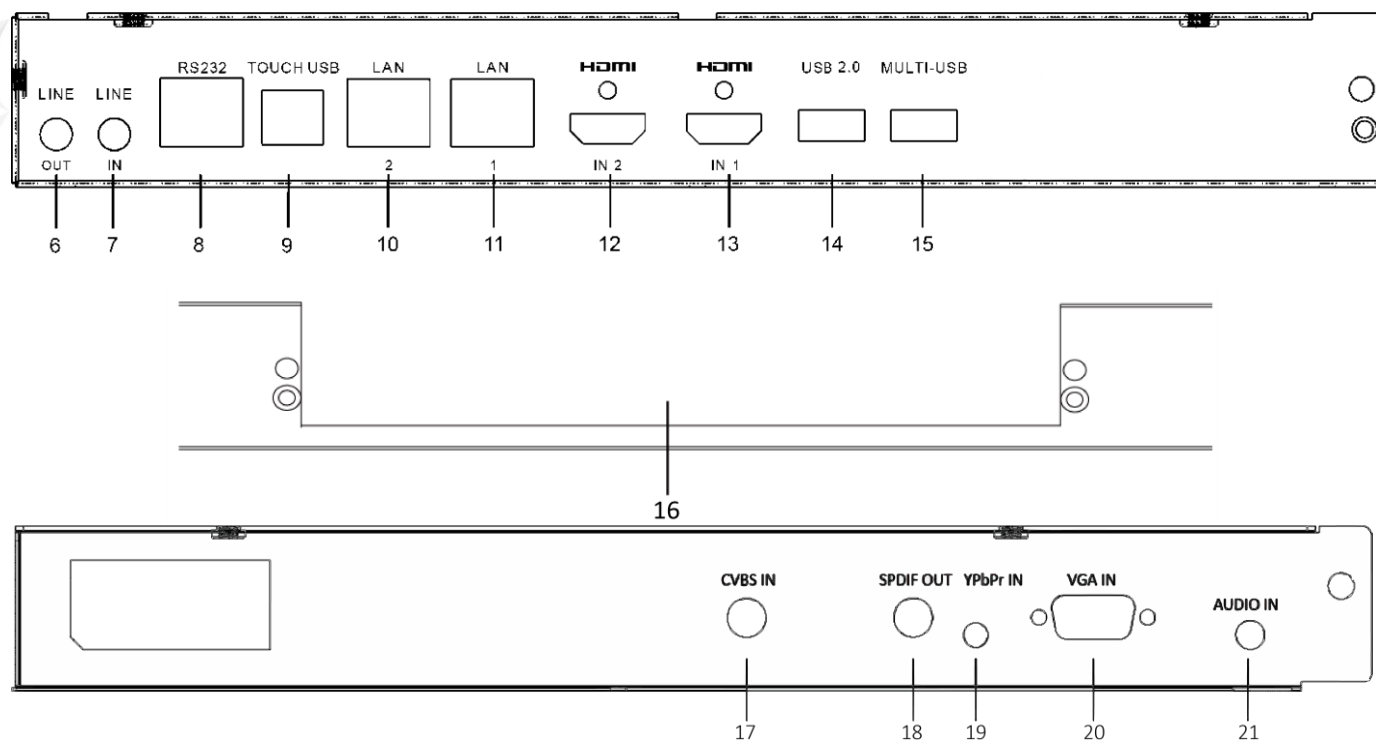 RS232 TOUCH USB LAN LAN HDMI HDMI USB 2.0 MULTI-USB
LINE LINE
OUT IN 2 1 IN 2 IN 1
6 7 8 9 10 11 12 13 14 15
16
CVBS IN SPDIF OUT YPbPr IN VGA IN
AUDIO IN
17 18 19 20 21